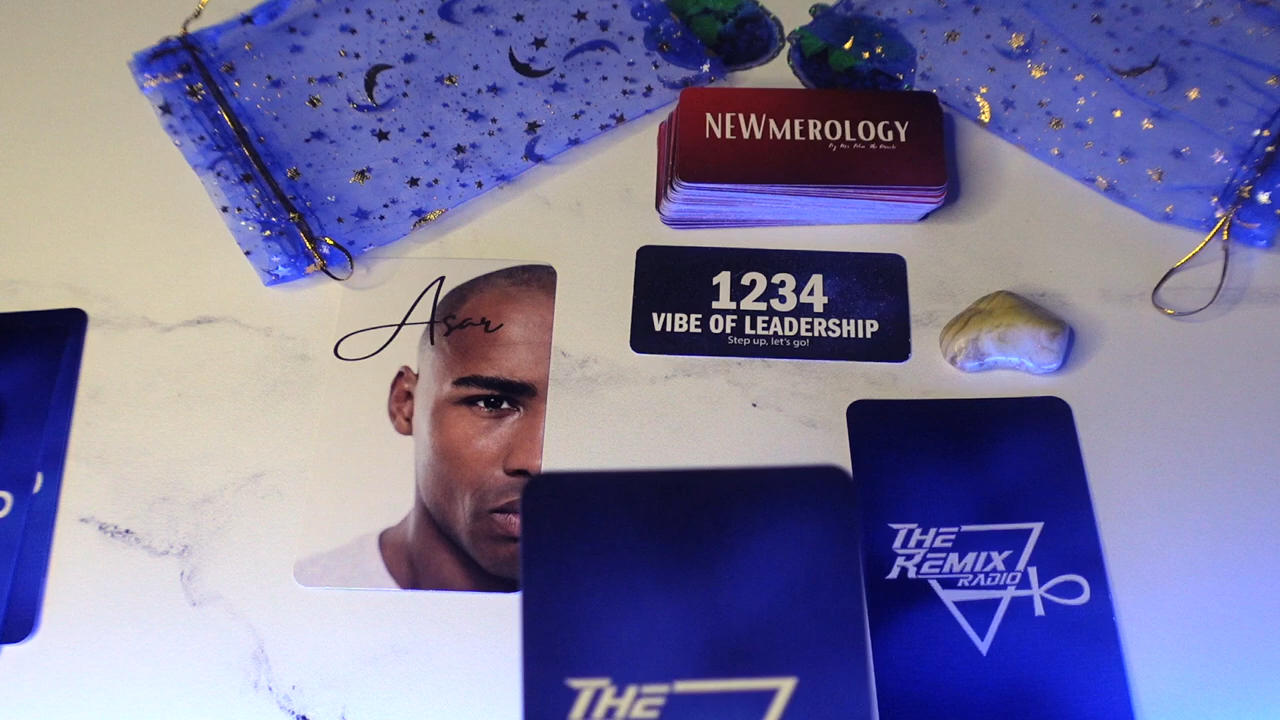 NEWMEROLOGY
1234
VIBE OF LEADERSHIP
Step up, let's go!
Asar
THE
REMIX
RADIO
THE